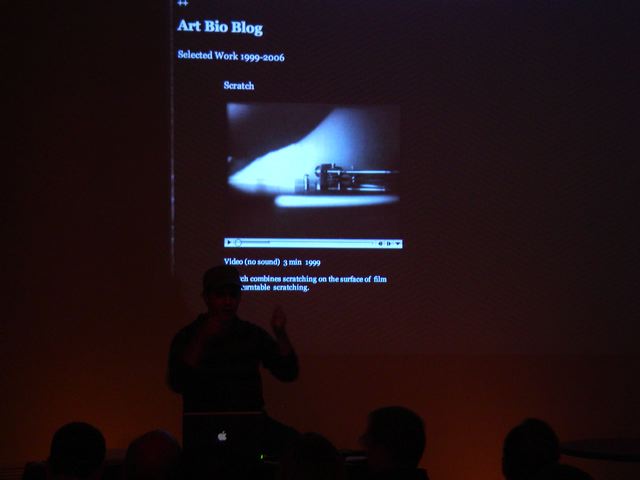 Art Bio Blog
Selected Work 1999-2006
Scratch
Video (no sound) 3 min 1999
combines scratching on the surface of film
scratching.